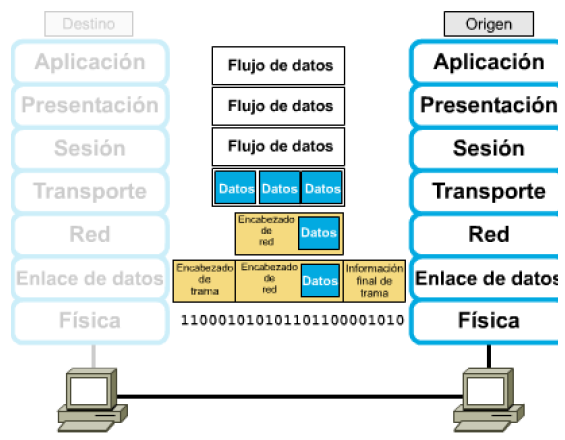 Destino
Origen
Aplicación
Flujo de datos
Aplicación
Presentación
Flujo de datos
Presentación
Sesión
Flujo de datos
Sesión
Transporte
Datos Datos Datos
Transporte
Red
Encabezado
de
red
Datos
Red
Enlace de datos
Encabezado
de
trama
Encabezado
de
red
Datos
Información
final de
trama
Enlace de datos
Física
110001010101101100001010
Física